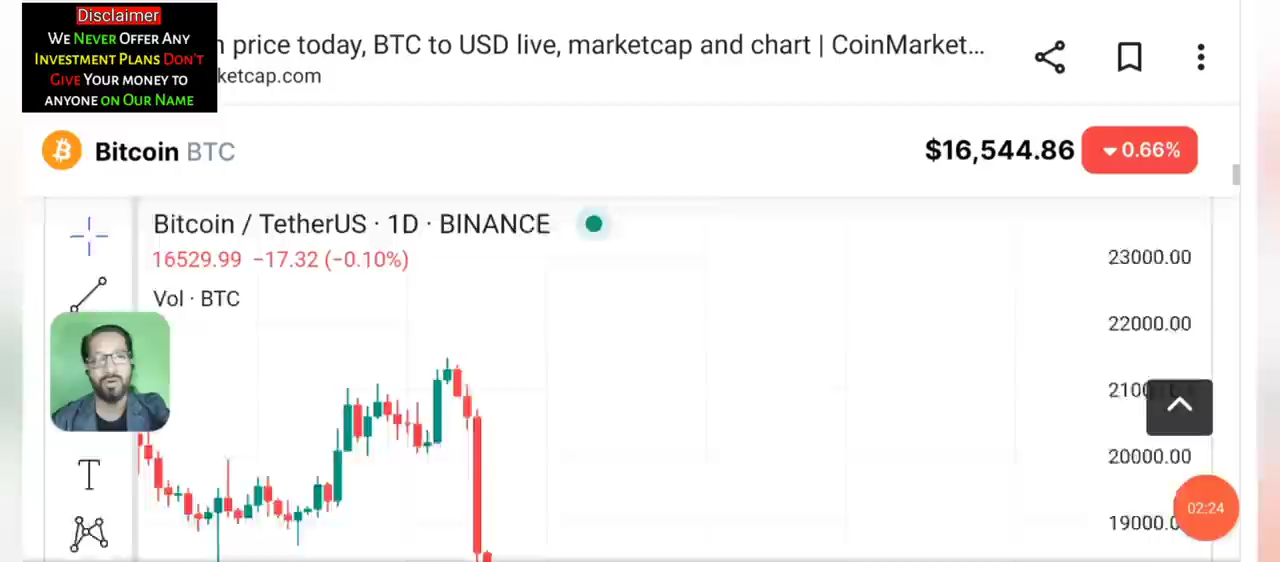 Disclaimer
We Never Offer Any
Investment Plans Don't
Give Your money to
anyone on Our Name
n price today, BTC to USD live, marketcap and chart | CoinMarket...
ketcap.com
Bitcoin BTC
$16,544.86
0.66%
Bitcoin / TetherUS · 1D · BINANCE
16529.99 −17.32 (−0.10%)
Vol · BTC
23000.00
22000.00
210
20000.00
19000.0
T
02:24